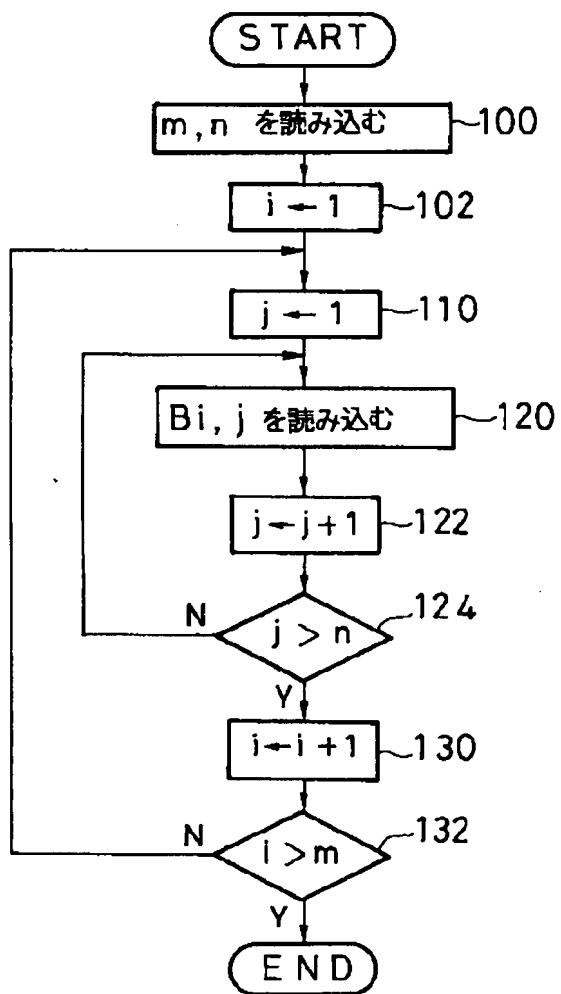 START
m,n を読み込む 100
i ← 1 102
j ← 1 110
Bi,j を読み込む 120
j←j+1 122
j > n 124
N
Y
i←i+1 130
i > m 132
N
Y
END